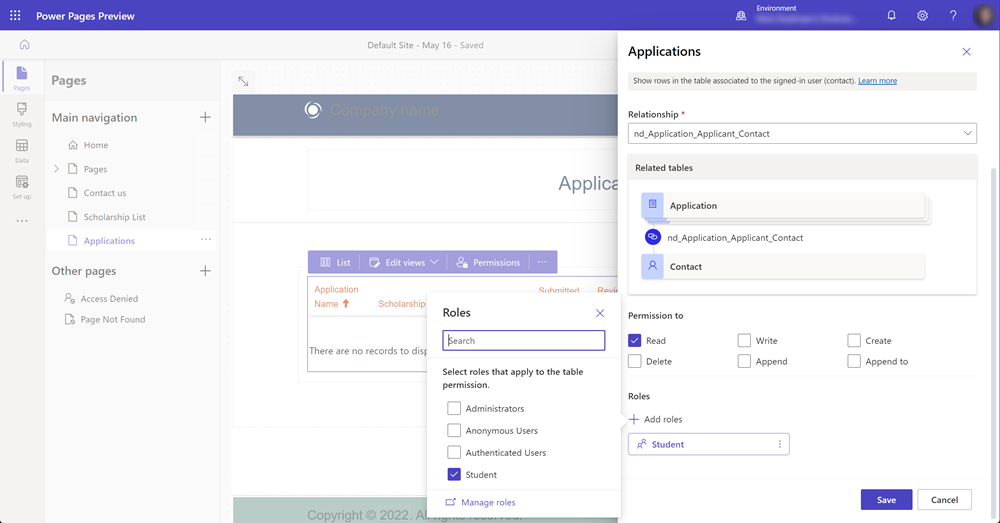 Power Pages Preview
Environment
Default Site - May 16 - Saved
Pages
Styling
Data
Set up
Pages
Main navigation
Home
Pages
Contact us
Scholarship List
Applications
Other pages
Access Denied
Page Not Found
Company name
Applica
List
Edit views
Permissions
Application
Name
Scholarship
Submitted
Revie
There are no records to disp
Copyright © 2022. All rights reserved.
Roles
Search
Select roles that apply to the table
permission.
Administrators
Anonymous Users
Authenticated Users
Student
Manage roles
Applications
Show rows in the table associated to the signed-in user (contact). Learn more
Relationship *
nd_Application_Applicant_Contact
Related tables
Application
nd_Application_Applicant_Contact
Contact
Permission to
Read Write Create
Delete Append Append to
Roles
Add roles
Student
Save Cancel